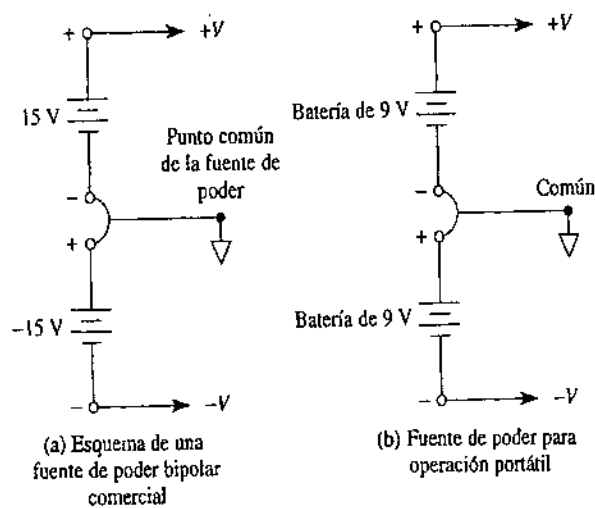 + +V
15 V
Punto común
de la fuente de
poder
-
+
–15 V
- –V
(a) Esquema de una
fuente de poder bipolar
comercial
+ +V
Batería de 9 V
-
Común
+
Batería de 9 V
- –V
(b) Fuente de poder para
operación portátil